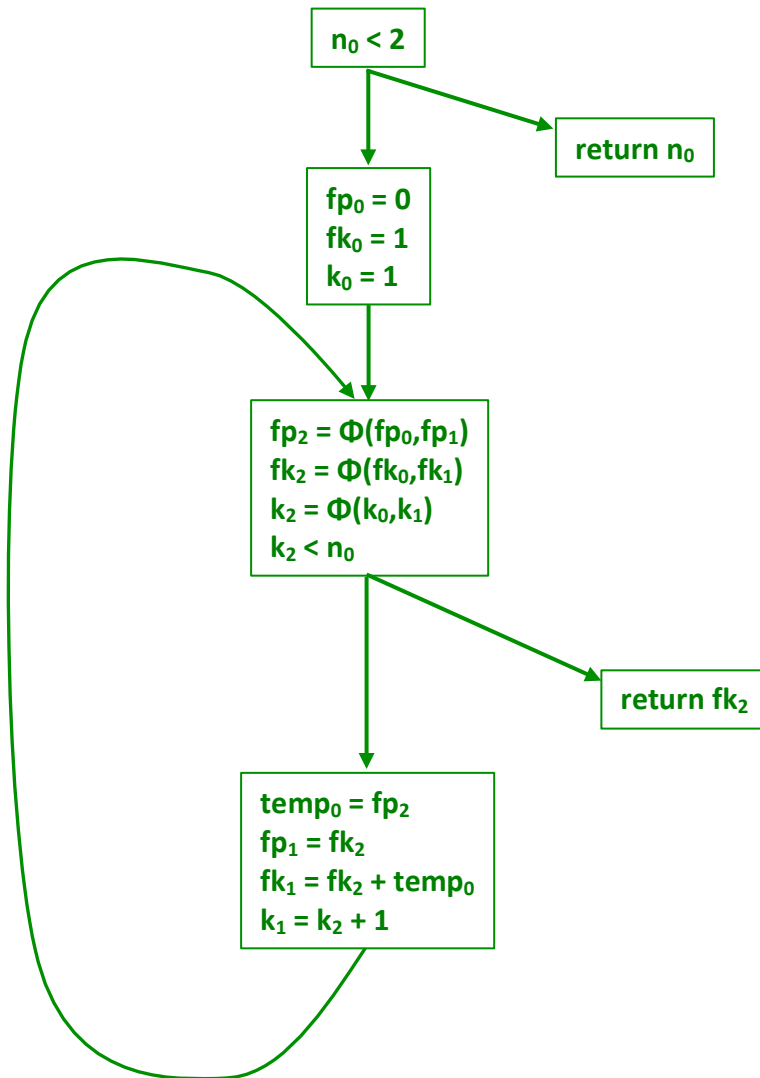 n₀ < 2
return n₀
fp₀ = 0
fk₀ = 1
k₀ = 1
fp₂ = Φ(fp₀,fp₁)
fk₂ = Φ(fk₀,fk₁)
k₂ = Φ(k₀,k₁)
k₂ < n₀
return fk₂
temp₀ = fp₂
fp₁ = fk₂
fk₁ = fk₂ + temp₀
k₁ = k₂ + 1